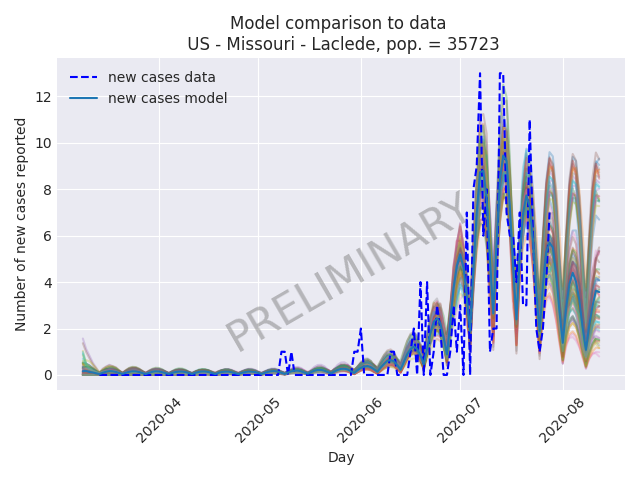 Model comparison to data
US - Missouri - Laclede, pop. = 35723
new cases data
new cases model
Number of new cases reported
12
10
8
6
4
2
0
PRELIMINARY
2020-04
2020-05
2020-06
2020-07
2020-08
Day